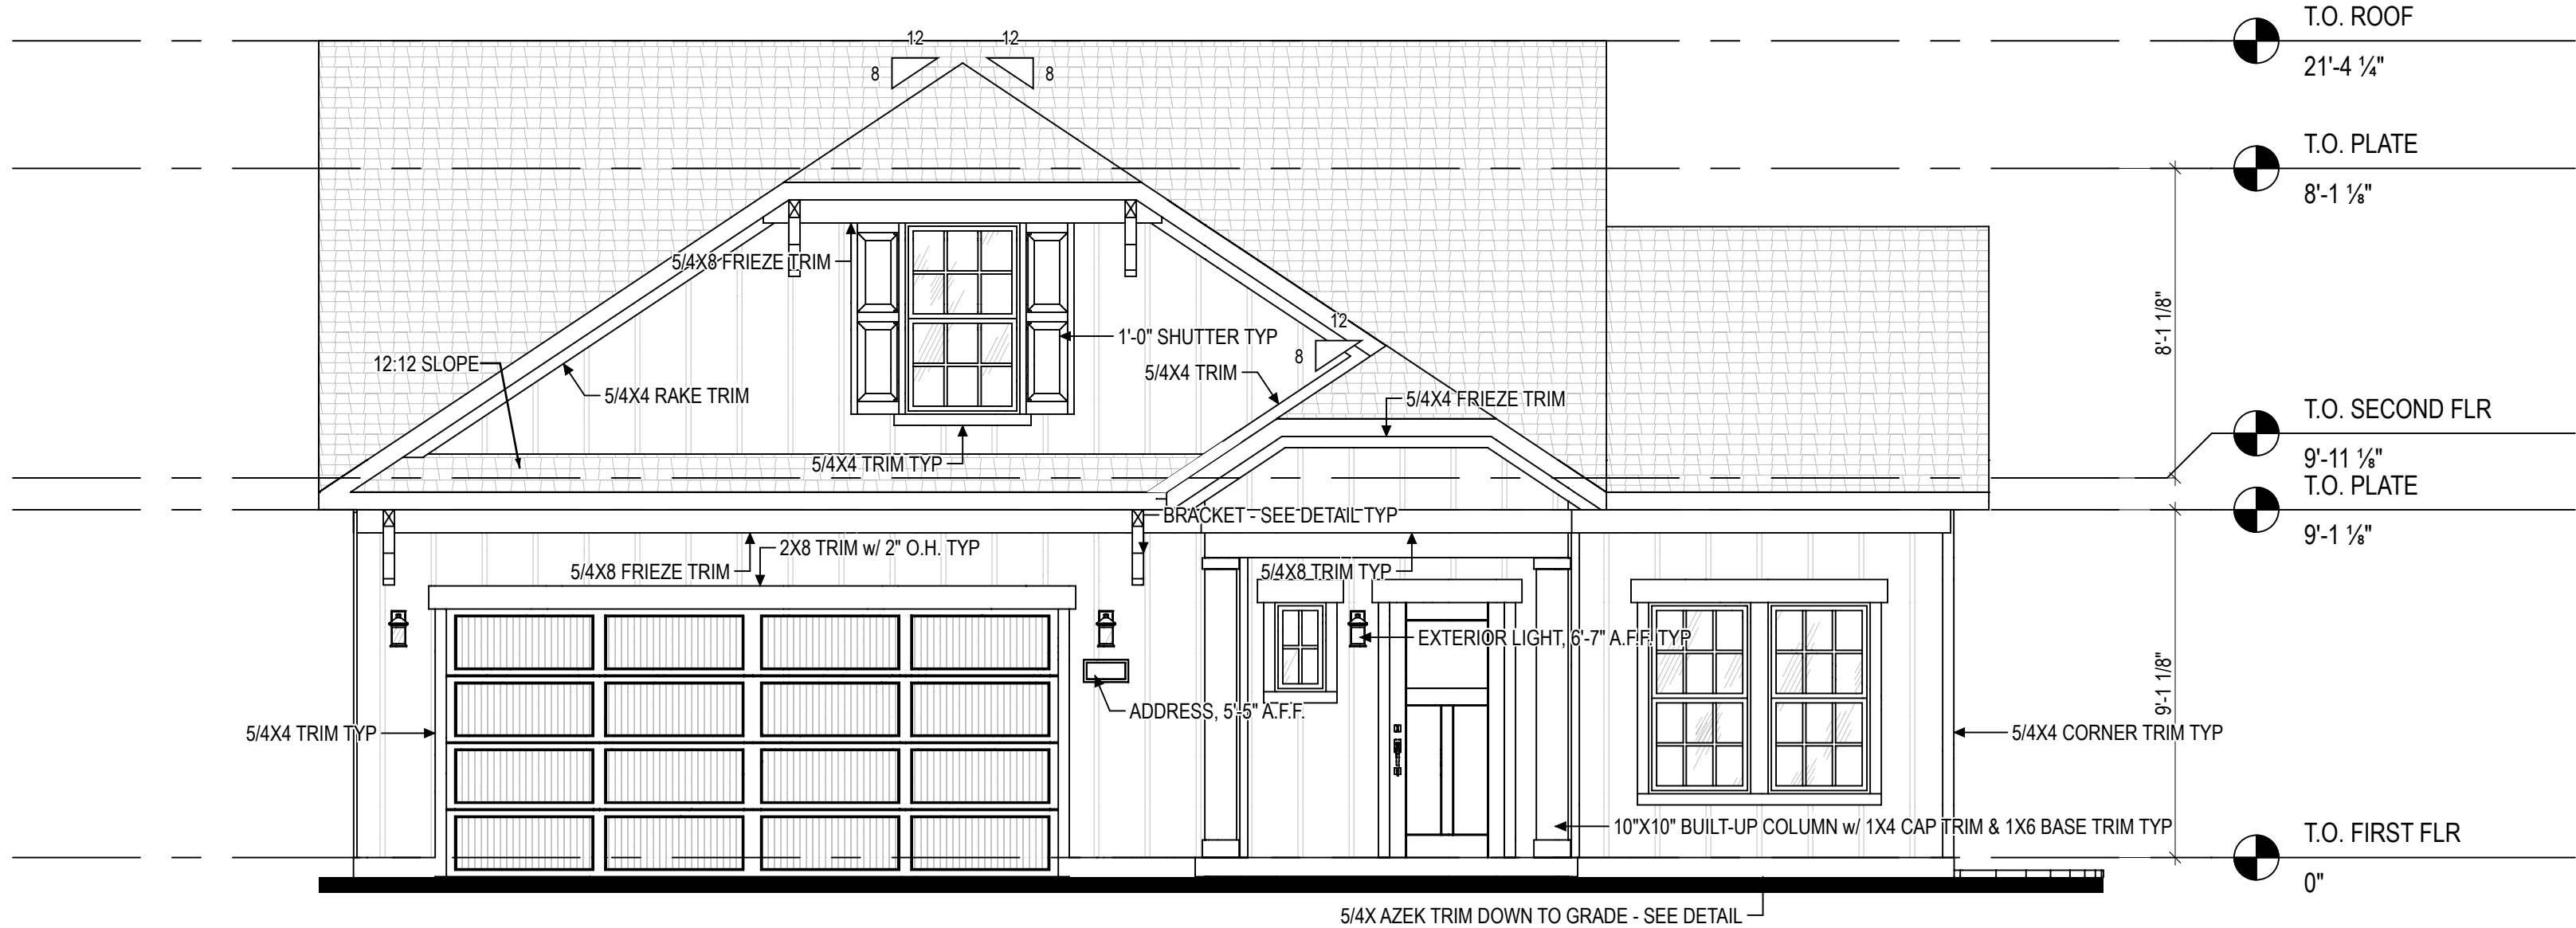 T.O. ROOF
21'-4 ¼"
12
12
8
8
T.O. PLATE
8'-1 ⅛"
5/4X8 FRIEZE TRIM
8'-1 1/8"
12
8
1'-0" SHUTTER TYP
12:12 SLOPE
5/4X4 TRIM
5/4X4 RAKE TRIM
5/4X4 FRIEZE TRIM
T.O. SECOND FLR
9'-11 ⅛"
5/4X4 TRIM TYP
T.O. PLATE
9'-1 ⅛"
BRACKET - SEE DETAIL TYP
2X8 TRIM w/ 2" O.H. TYP
5/4X8 FRIEZE TRIM
5/4X8 TRIM TYP
EXTERIOR LIGHT, 6'-7" A.F.F. TYP
9'-1 1/8"
ADDRESS, 5'-5" A.F.F.
5/4X4 TRIM TYP
5/4X4 CORNER TRIM TYP
10"X10" BUILT-UP COLUMN w/ 1X4 CAP TRIM & 1X6 BASE TRIM TYP
T.O. FIRST FLR
0"
5/4X AZEK TRIM DOWN TO GRADE - SEE DETAIL